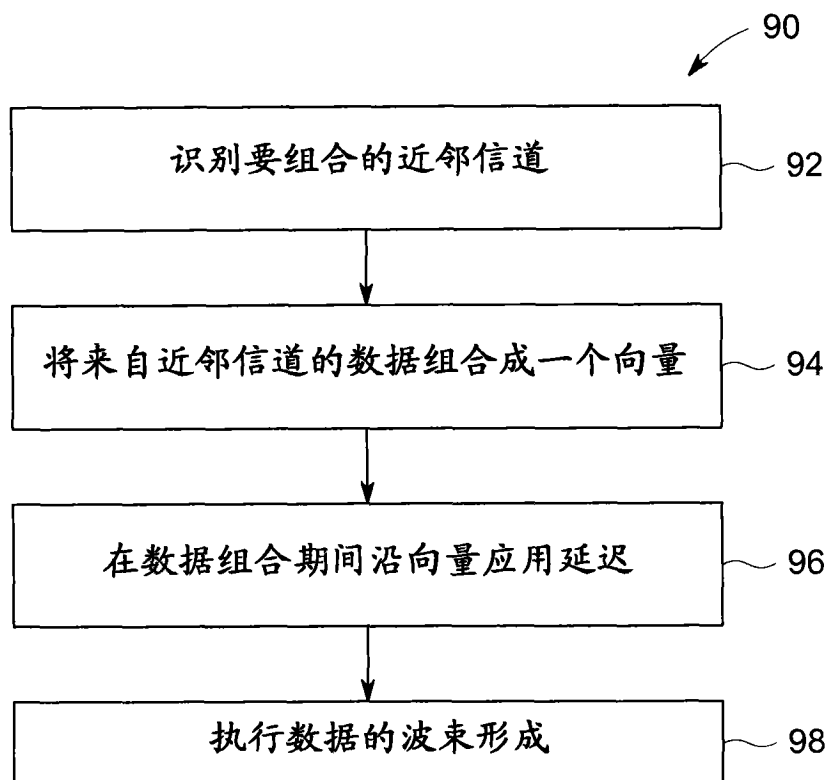 90
识别要组合的近邻信道
92
将来自近邻信道的数据组合成一个向量
94
在数据组合期间沿向量应用延迟
96
执行数据的波束形成
98